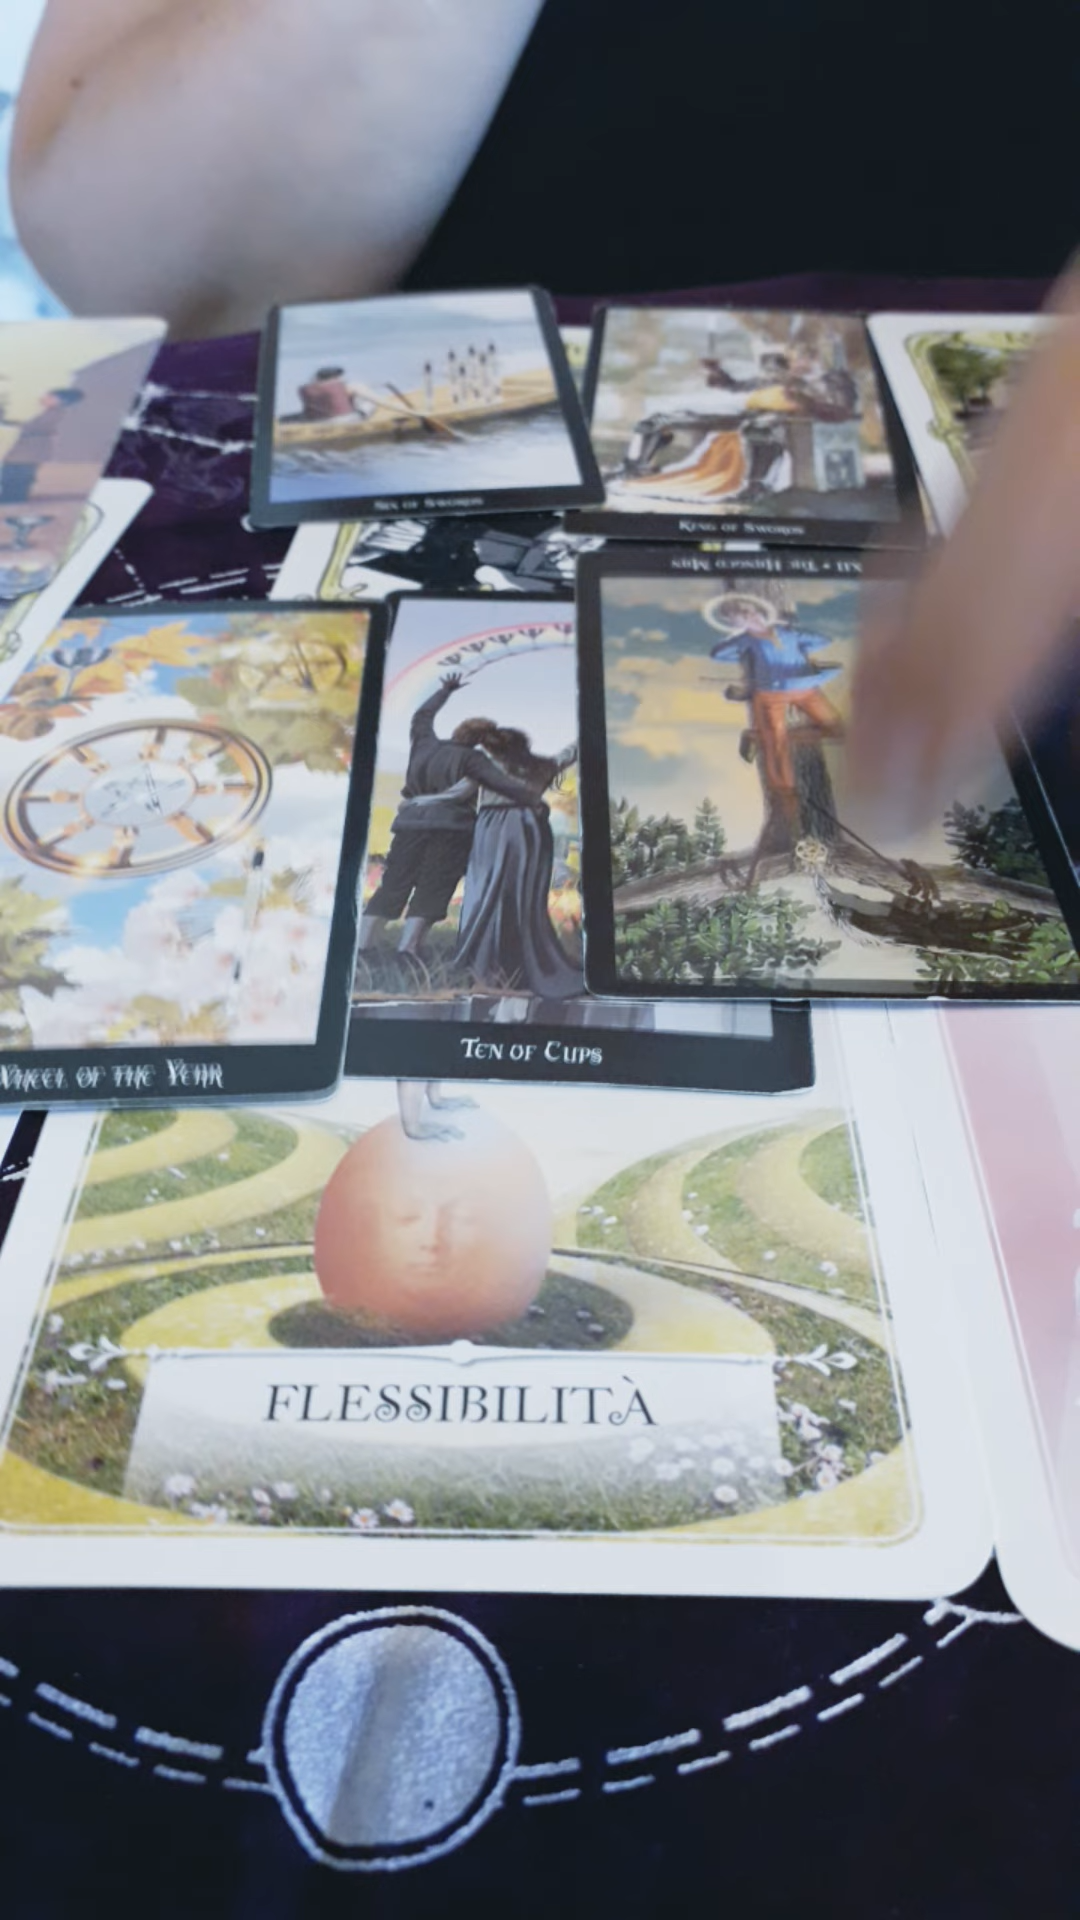 SIX OF SWORDS
KING OF SWORDS
XII • THE HANGED MAN
WHEEL OF THE YEAR
TEN OF CUPS
FLESSIBILITÀ